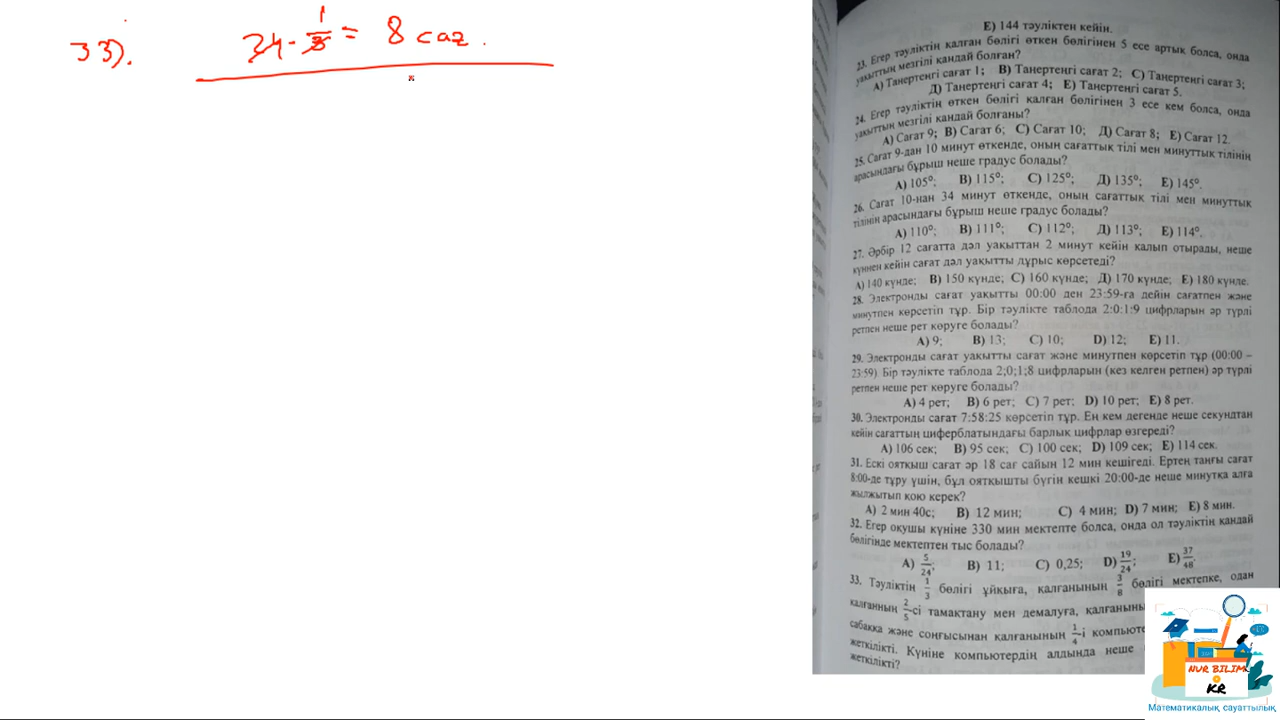 33). 24 · 1/3 = 8 сағ.
Е) 144 тәуліктен кейін.
23. Егер тәуліктің қалған бөлігі өткен бөлігінен 5 есе артық болса, онда
уақыттың мезгілі қандай болған?
А) Таңертеңгі сағат 1; В) Таңертеңгі сағат 2; С) Таңертеңгі сағат 3;
Д) Таңертеңгі сағат 4; Е) Таңертеңгі сағат 5.
24. Егер тәуліктің өткен бөлігі қалған бөлігінен 3 есе кем болса, онда
уақыттың мезгілі қандай болғаны?
А) Сағат 9; В) Сағат 6; С) Сағат 10; Д) Сағат 8; Е) Сағат 12.
25. Сағат 9-дан 10 минут өткенде, оның сағаттық тілі мен минуттық тілінің
арасындағы бұрыш неше градус болады?
А) 105⁰; В) 115⁰; С) 125⁰; Д) 135⁰; Е) 145⁰.
26. Сағат 10-нан 34 минут өткенде, оның сағаттық тілі мен минуттық
тілінің арасындағы бұрыш неше градус болады?
А) 110⁰; В) 111⁰; С) 112⁰; Д) 113⁰; Е) 114⁰.
27. Әрбір 12 сағатта дәл уақыттан 2 минут кейін қалып отырады, неше
күннен кейін сағат дәл уақытты дұрыс көрсетеді?
А) 140 күнде; В) 150 күнде; С) 160 күнде; Д) 170 күнде; Е) 180 күнде.
28. Электронды сағат уақытты 00:00 ден 23:59-ға дейін сағатпен және
минутпен көрсетіп тұр. Бір тәулікте таблода 2:0:1:9 цифрларын әр түрлі
ретпен неше рет көруге болады?
А) 9; В) 13; С) 10; D) 12; Е) 11.
29. Электронды сағат уақытты сағат және минутпен көрсетіп тұр (00:00 –
23:59). Бір тәулікте таблода 2;0;1;8 цифрларын (кез келген ретпен) әр түрлі
ретпен неше рет көруге болады?
А) 4 рет; В) 6 рет; С) 7 рет; D) 10 рет; Е) 8 рет.
30. Электронды сағат 7:58:25 көрсетіп тұр. Ең кем дегенде неше секундтан
кейін сағаттың циферблатындағы барлық цифрлар өзгереді?
А) 106 сек; В) 95 сек; С) 100 сек; D) 109 сек; Е) 114 сек.
31. Ескі оятқыш сағат әр 18 сағ сайын 12 мин кешігеді. Ертең таңғы сағат
8:00-де тұру үшін, бұл оятқышты бүгін кешкі 20:00-де неше минутқа алға
жылжытып қою керек?
А) 2 мин 40с; В) 12 мин; С) 4 мин; D) 7 мин; Е) 8 мин.
32. Егер оқушы күніне 330 мин мектепте болса, онда ол тәуліктің қандай
бөлігінде мектептен тыс болады?
А) 5/24; В) 11; С) 0,25; D) 19/24; Е) 37/48.
33. Тәуліктің 1/3 бөлігі ұйқыға, қалғанының 3/8 бөлігі мектепке, одан
қалғанның 2/5-сі тамақтану мен демалуға,
сабаққа және соңғысынан қалғанының 1/4-і
жеткілікті. Күніне компьютердің алдында неше
жеткілікті?
NUR BILIM
KR
Математикалық сауаттылық